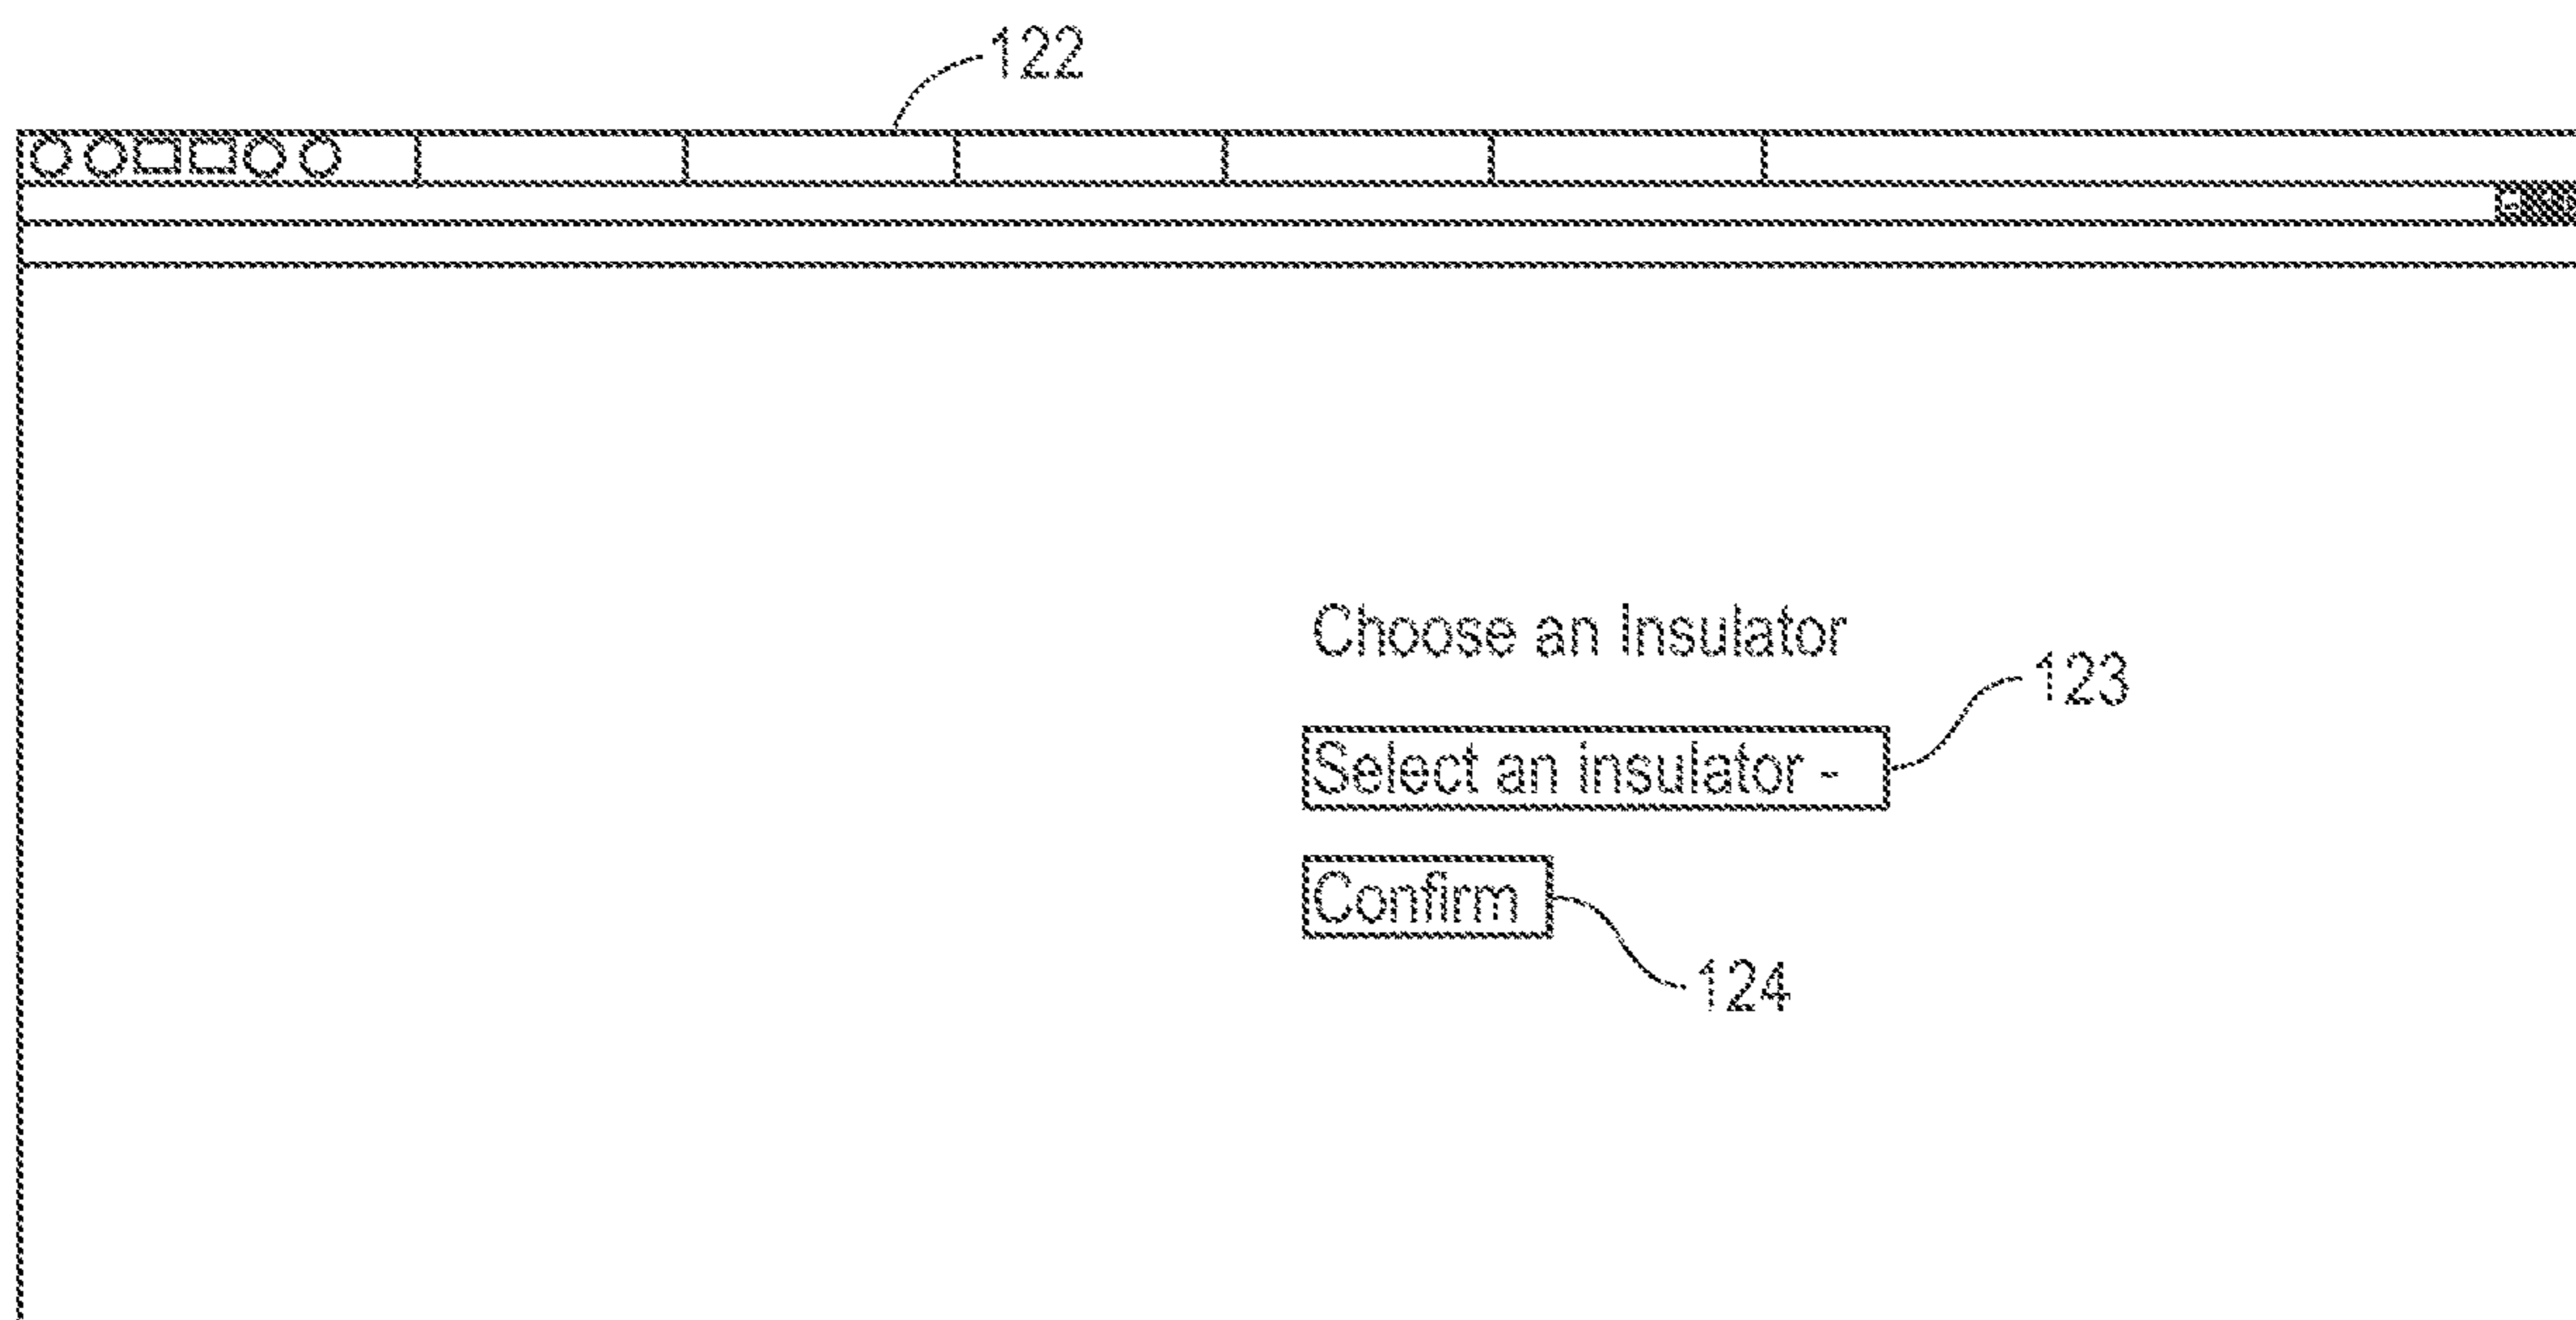 122
Choose an Insulator
123
Select an insulator -
Confirm
124